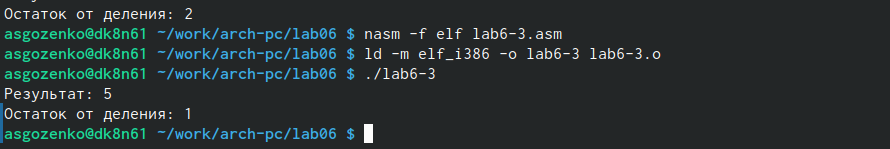 Остаток от деления: 2
asgozenko@dk8n61 ~/work/arch-pc/lab06 $ nasm -f elf lab6-3.asm
asgozenko@dk8n61 ~/work/arch-pc/lab06 $ ld -m elf_i386 -o lab6-3 lab6-3.o
asgozenko@dk8n61 ~/work/arch-pc/lab06 $ ./lab6-3
Результат: 5
Остаток от деления: 1
asgozenko@dk8n61 ~/work/arch-pc/lab06 $